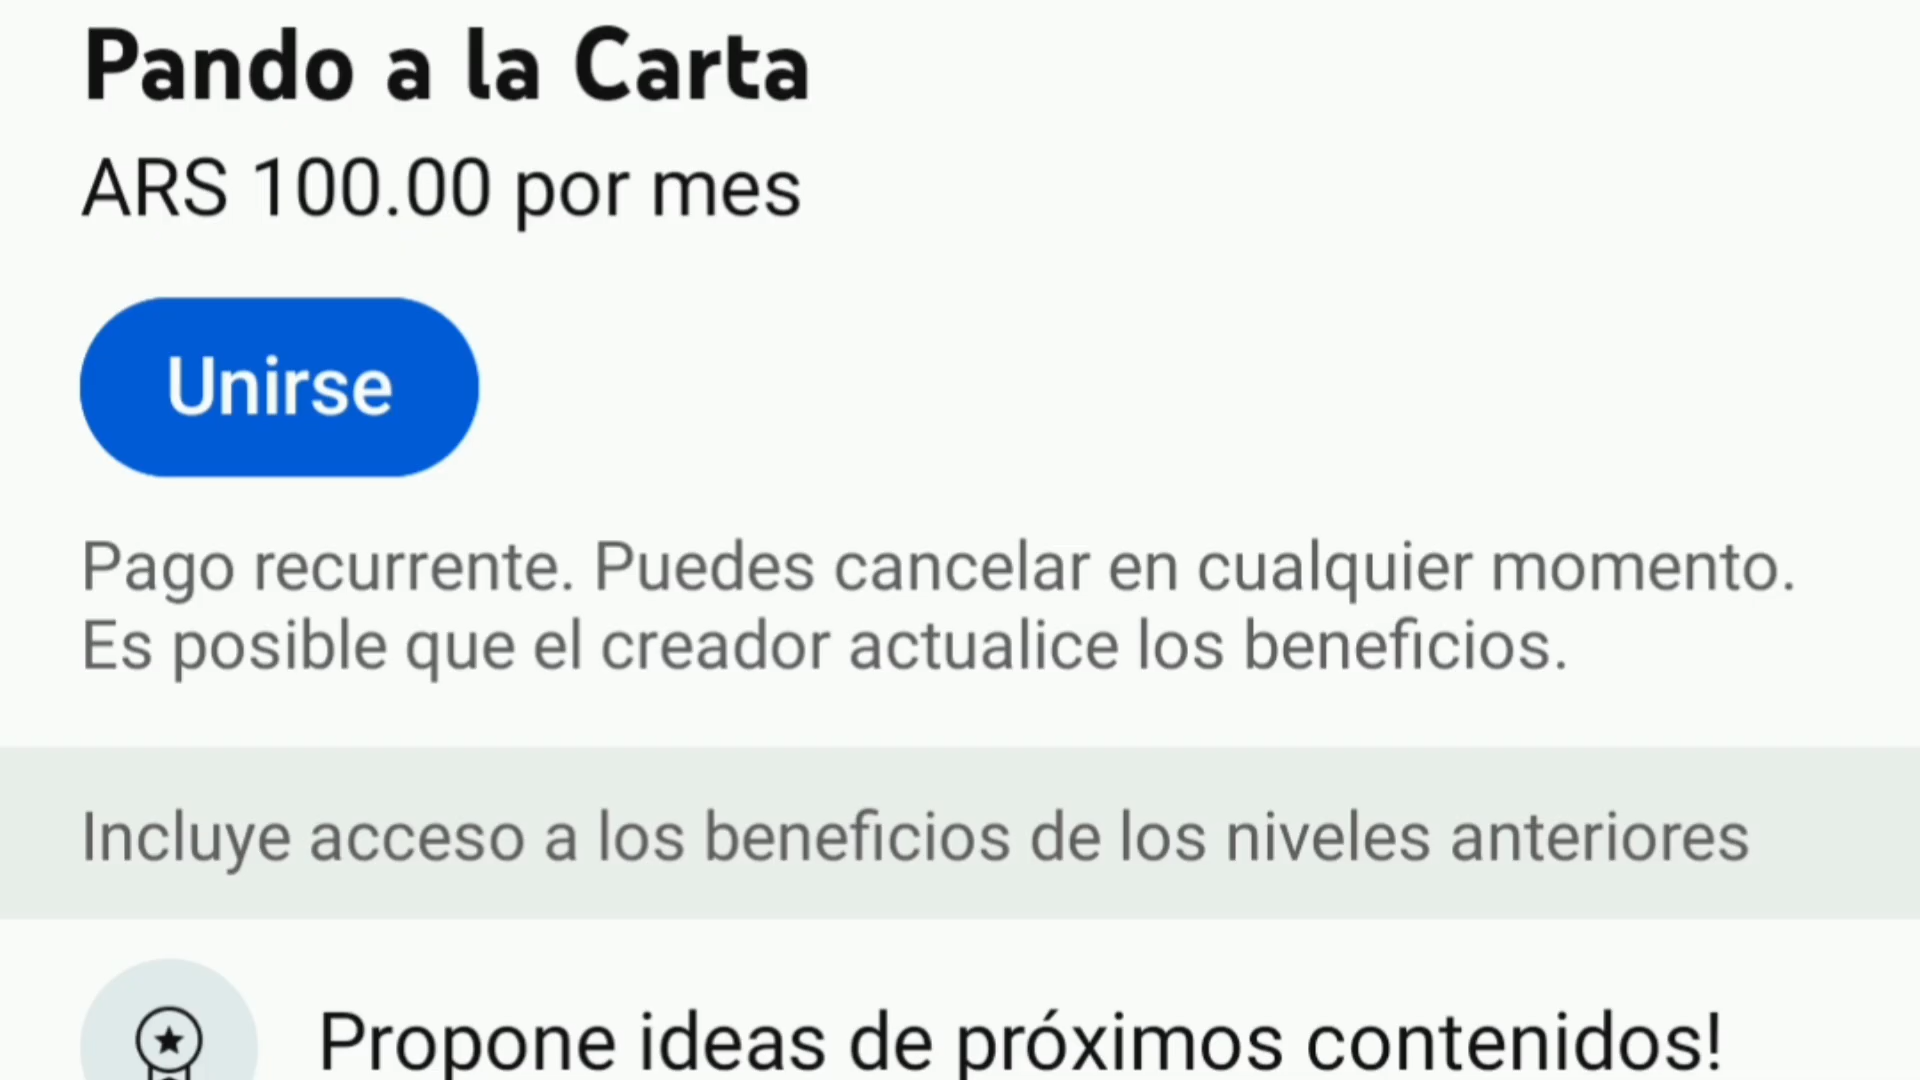 Pando a la Carta
ARS 100.00 por mes
Unirse
Pago recurrente. Puedes cancelar en cualquier momento.
Es posible que el creador actualice los beneficios.
Incluye acceso a los beneficios de los niveles anteriores
Propone ideas de próximos contenidos!